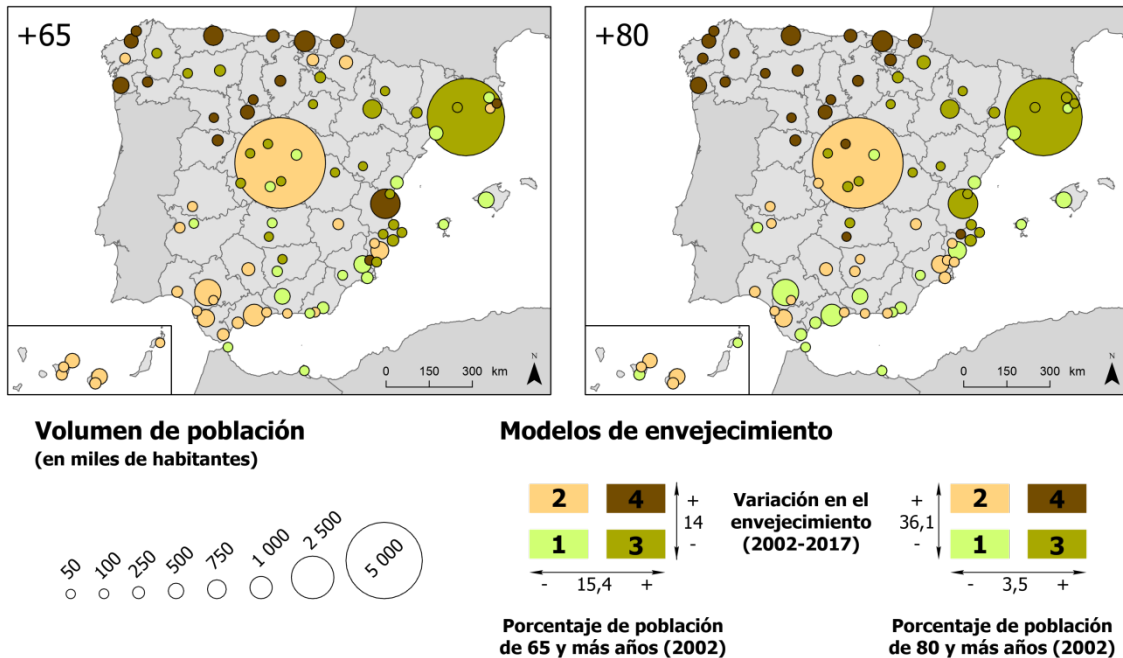 +65
+80
N
0 150 300 km
N
0 150 300 km
Volumen de población
(en miles de habitantes)
50 100 250 500 750 1 000 2 500 5 000
Modelos de envejecimiento
2 4
1 3
+
14
-
- 15,4 +
Porcentaje de población
de 65 y más años (2002)
Variación en el
envejecimiento
(2002-2017)
+
36,1
-
2 4
1 3
- 3,5 +
Porcentaje de población
de 80 y más años (2002)